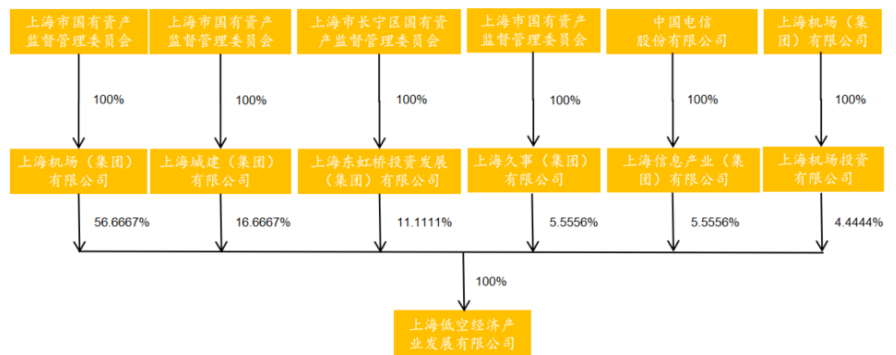 上海市国有资产
监督管理委员会
上海市国有资产
监督管理委员会
上海市长宁区国有资
产监督管理委员会
上海市国有资产
监督管理委员会
中国电信
股份有限公司
上海机场（集
团）有限公司
100%
100%
100%
100%
100%
100%
上海机场（集团）
有限公司
上海城建（集团）
有限公司
上海东虹桥投资发展
（集团）有限公司
上海久事（集团）
有限公司
上海信息产业（集
团）有限公司
上海机场投资
有限公司
56.6667%
16.6667%
11.1111%
5.5556%
5.5556%
4.4444%
100%
上海低空经济产
业发展有限公司